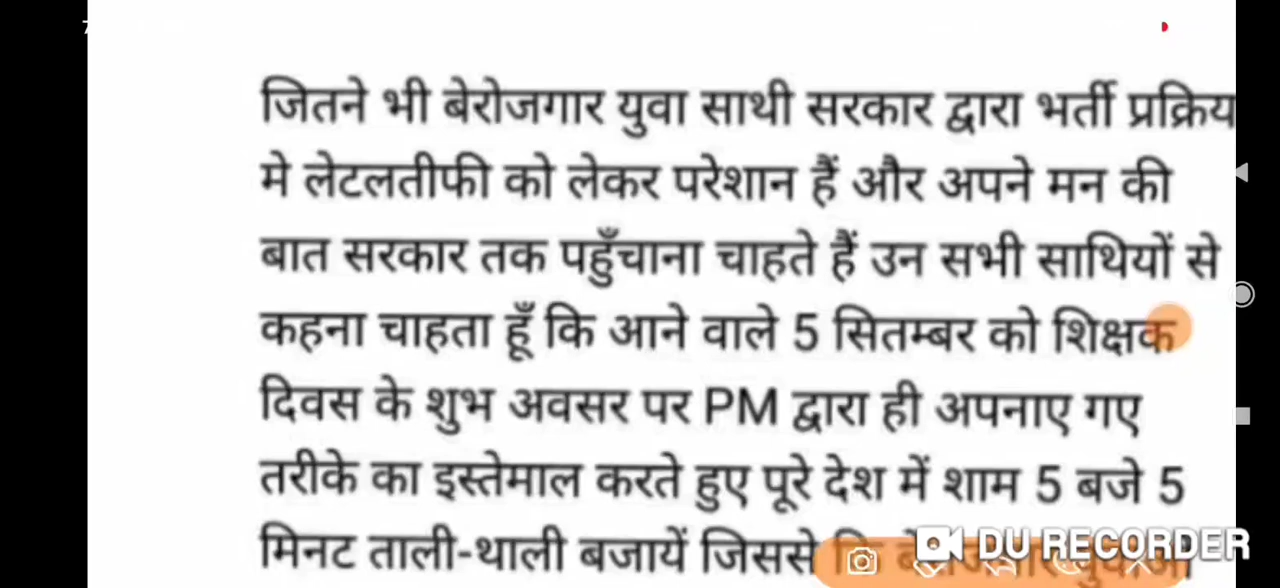 जितने भी बेरोजगार युवा साथी सरकार द्वारा भर्ती प्रक्रिय
मे लेटलतीफी को लेकर परेशान हैं और अपने मन की
बात सरकार तक पहुँचाना चाहते हैं उन सभी साथियों से
कहना चाहता हूँ कि आने वाले 5 सितम्बर को शिक्षक
दिवस के शुभ अवसर पर PM द्वारा ही अपनाए गए
तरीके का इस्तेमाल करते हुए पूरे देश में शाम 5 बजे 5
मिनट ताली-थाली बजायें जिससे कि
DU RECORDER